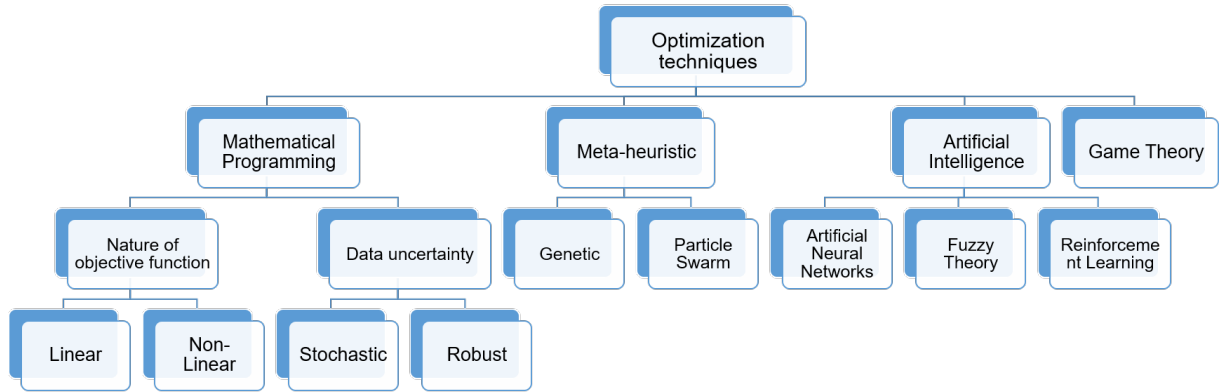 Optimization
techniques
Mathematical
Programming
Meta-heuristic
Artificial
Intelligence
Game Theory
Nature of
objective function
Data uncertainty
Genetic
Particle
Swarm
Artificial
Neural
Networks
Fuzzy
Theory
Reinforceme
nt Learning
Linear
Non-
Linear
Stochastic
Robust